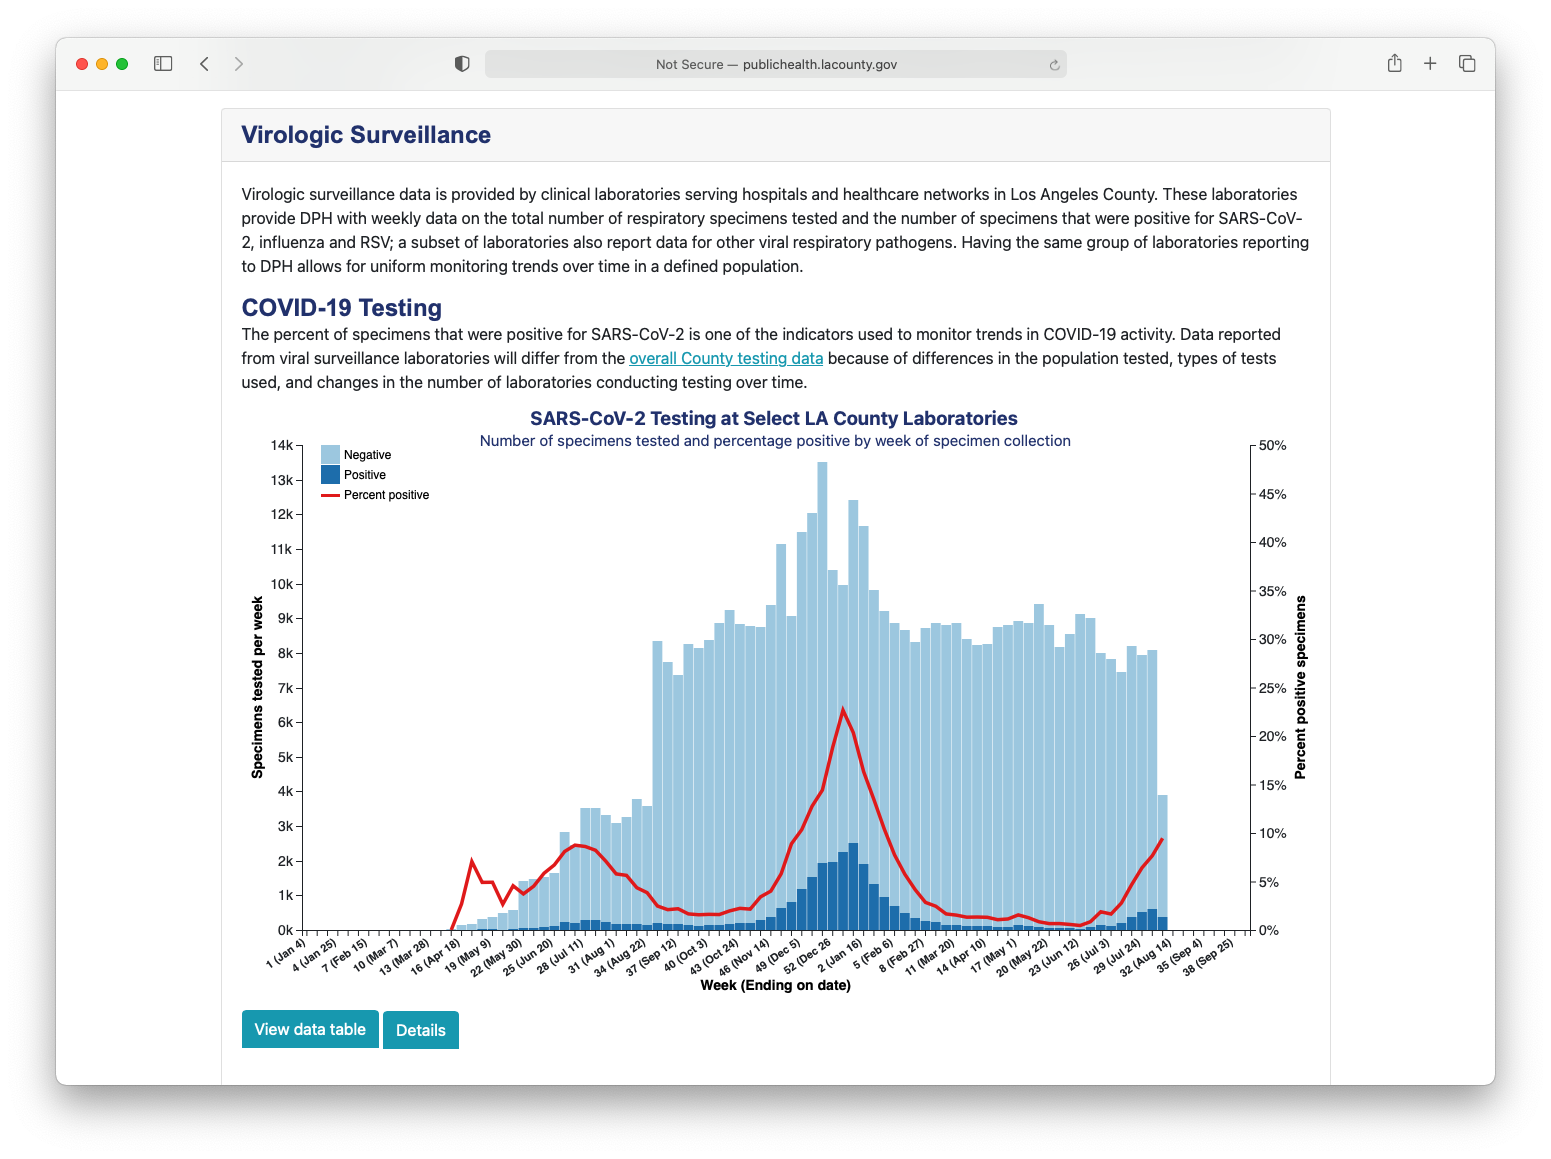 Not Secure — publichealth.lacounty.gov
Virologic Surveillance
Virologic surveillance data is provided by clinical laboratories serving hospitals and healthcare networks in Los Angeles County. These laboratories
provide DPH with weekly data on the total number of respiratory specimens tested and the number of specimens that were positive for SARS-CoV-
2, influenza and RSV; a subset of laboratories also report data for other viral respiratory pathogens. Having the same group of laboratories reporting
to DPH allows for uniform monitoring trends over time in a defined population.
COVID-19 Testing
The percent of specimens that were positive for SARS-CoV-2 is one of the indicators used to monitor trends in COVID-19 activity. Data reported
from viral surveillance laboratories will differ from the overall County testing data because of differences in the population tested, types of tests
used, and changes in the number of laboratories conducting testing over time.
SARS-CoV-2 Testing at Select LA County Laboratories
Number of specimens tested and percentage positive by week of specimen collection
Negative
Positive
Percent positive
Specimens tested per week
14k
13k
12k
11k
10k
9k
8k
7k
6k
5k
4k
3k
2k
1k
0k
50%
45%
40%
35%
30%
25%
20%
15%
10%
5%
0%
Percent positive specimens
1 (Jan 4)
4 (Jan 25)
7 (Feb 15)
10 (Mar 7)
13 (Mar 28)
16 (Apr 18)
19 (May 9)
22 (May 30)
25 (Jun 20)
28 (Jul 11)
31 (Aug 1)
34 (Aug 22)
37 (Sep 12)
40 (Oct 3)
43 (Oct 24)
46 (Nov 14)
49 (Dec 5)
52 (Dec 26
2 (Jan 16)
5 (Feb 6)
8 (Feb 27)
11 (Mar 20)
14 (Apr 10)
17 (May 1)
20 (May 22)
23 (Jun 12)
26 (Jul 3)
29 (Jul 24)
32 (Aug 14)
35 (Sep 4)
38 (Sep 25)
Week (Ending on date)
View data table
Details